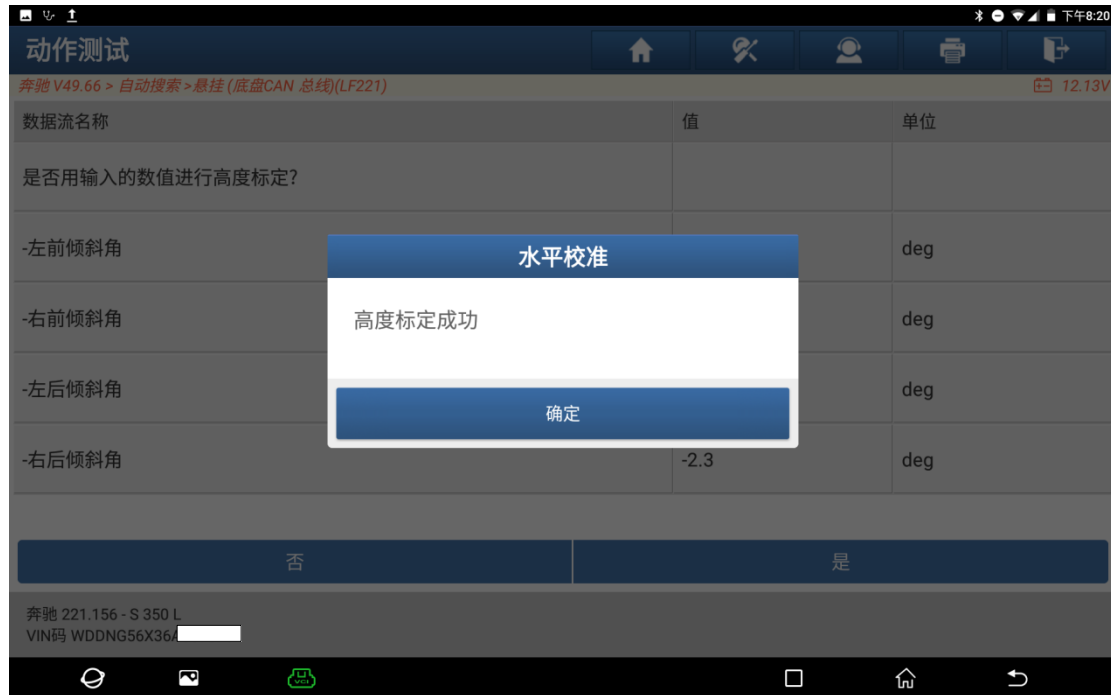 下午8:20
动作测试
奔驰 V49.66 > 自动搜索 >悬挂 (底盘CAN 总线)(LF221)
12.13V
数据流名称 值 单位
是否用输入的数值进行高度标定?
-左前倾斜角 deg
水平校准
-右前倾斜角 deg
高度标定成功
-左后倾斜角 deg
确定
-右后倾斜角 -2.3 deg
否 是
奔驰 221.156 - S 350 L
VIN码 WDDNG56X36A
VCI